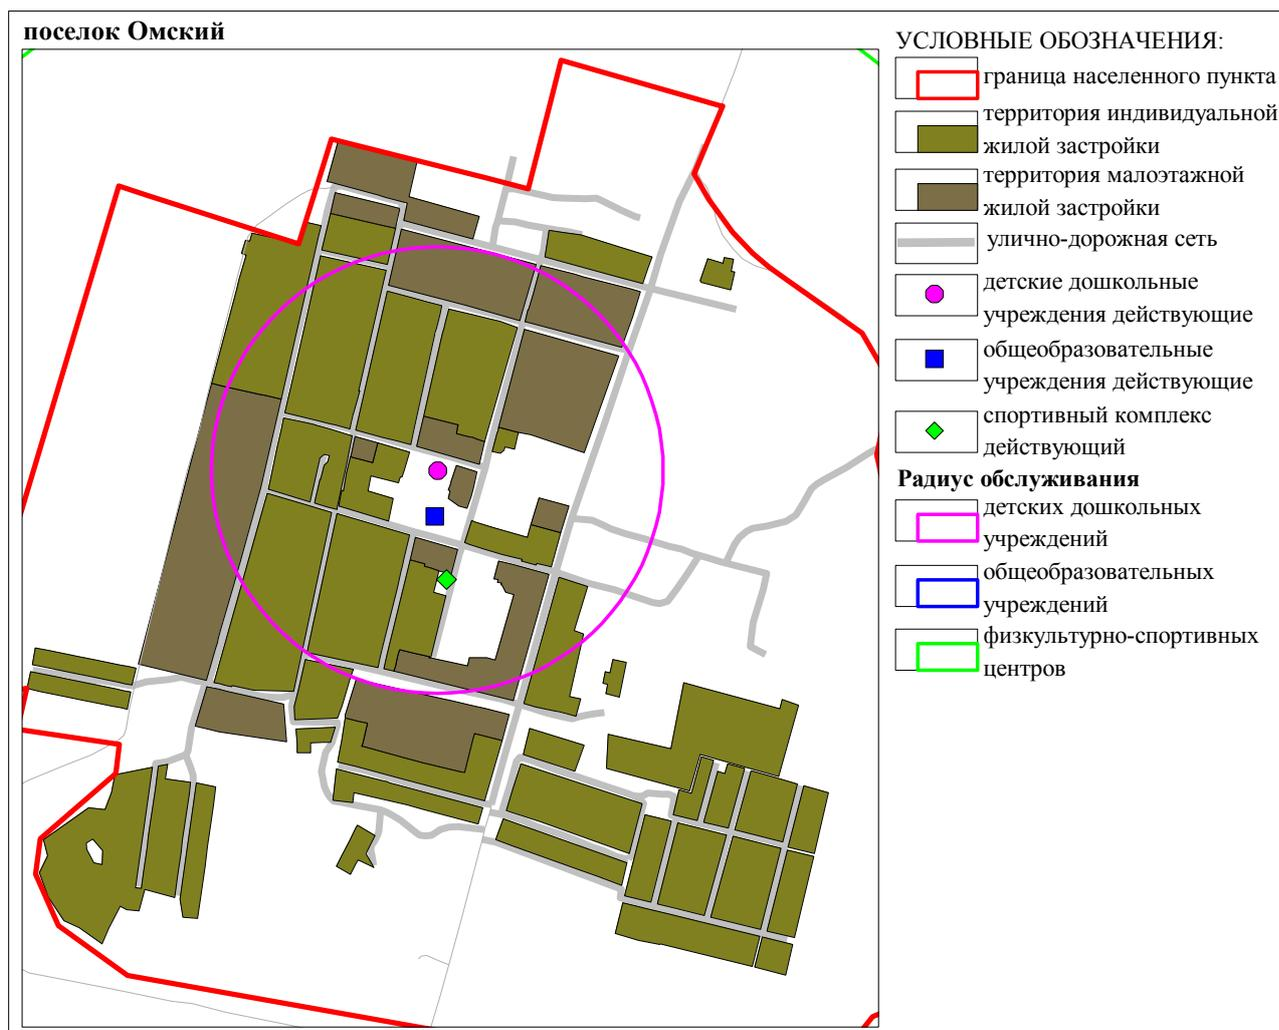 поселок Омский
УСЛОВНЫЕ ОБОЗНАЧЕНИЯ:
граница населенного пункта
территория индивидуальной
жилой застройки
территория малоэтажной
жилой застройки
улично-дорожная сеть
детские дошкольные
учреждения действующие
общеобразовательные
учреждения действующие
спортивный комплекс
действующий
Радиус обслуживания
детских дошкольных
учреждений
общеобразовательных
учреждений
физкультурно-спортивных
центров